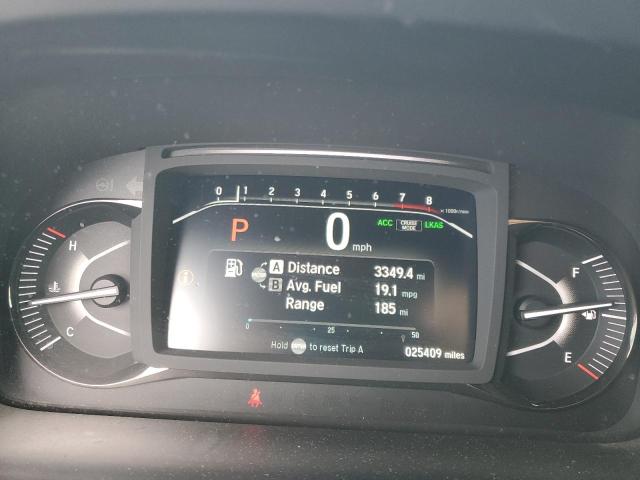 0 1 2 3 4 5 6 7 8 x 1000r/min
P 0 mph ACC CRUISE MODE LKAS
A Distance 3349.4 mi
B Avg. Fuel 19.1 mpg
Range 185 mi
0 25 50
Hold to reset Trip A
025409 miles
H
C
F
E